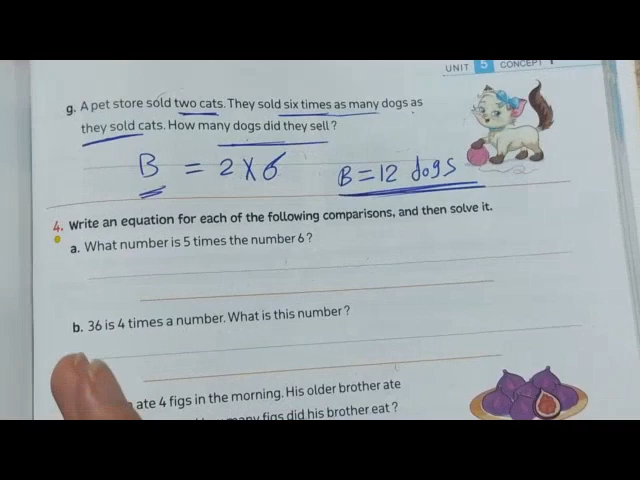 UNIT 5 CONCEPT 1
g. A pet store sold two cats. They sold six times as many dogs as
they sold cats. How many dogs did they sell?
B = 2 X 6
B = 12 dogs
4. Write an equation for each of the following comparisons, and then solve it.
a. What number is 5 times the number 6?
b. 36 is 4 times a number. What is this number?
ate 4 figs in the morning. His older brother ate
many figs did his brother eat?